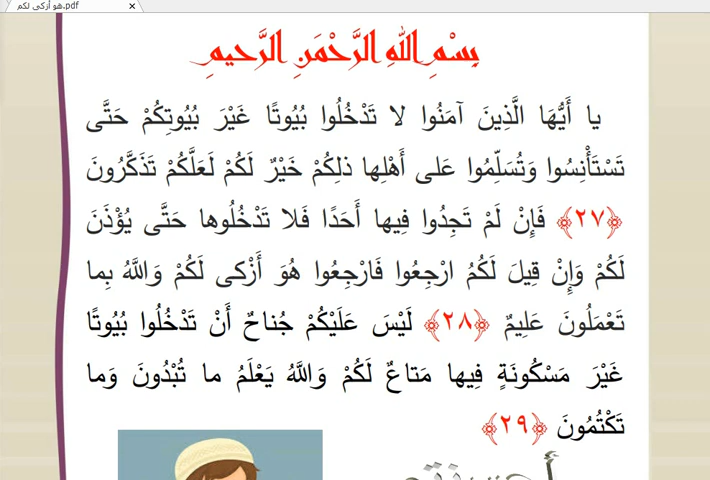 هو أزكى لكم.pdf
بِسْمِ اللهِ الرَّحْمَنِ الرَّحِيمِ
يا أَيُّهَا الَّذِينَ آمَنُوا لا تَدْخُلُوا بُيُوتًا غَيْرَ بُيُوتِكُمْ حَتَّى
تَسْتَأْنِسُوا وَتُسَلِّمُوا عَلى أَهْلِها ذلِكُمْ خَيْرٌ لَكُمْ لَعَلَّكُمْ تَذَكَّرُونَ
﴿٢٧﴾ فَإِنْ لَمْ تَجِدُوا فِيها أَحَدًا فَلا تَدْخُلُوها حَتَّى يُؤْذَنَ
لَكُمْ وَإِنْ قِيلَ لَكُمُ ارْجِعُوا فَارْجِعُوا هُوَ أَزْكى لَكُمْ وَاللَّهُ بِما
تَعْمَلُونَ عَلِيمٌ ﴿٢٨﴾ لَيْسَ عَلَيْكُمْ جُناحٌ أَنْ تَدْخُلُوا بُيُوتًا
غَيْرَ مَسْكُونَةٍ فِيها مَتاعٌ لَكُمْ وَاللَّهُ يَعْلَمُ ما تُبْدُونَ وَما
تَكْتُمُونَ ﴿٢٩﴾